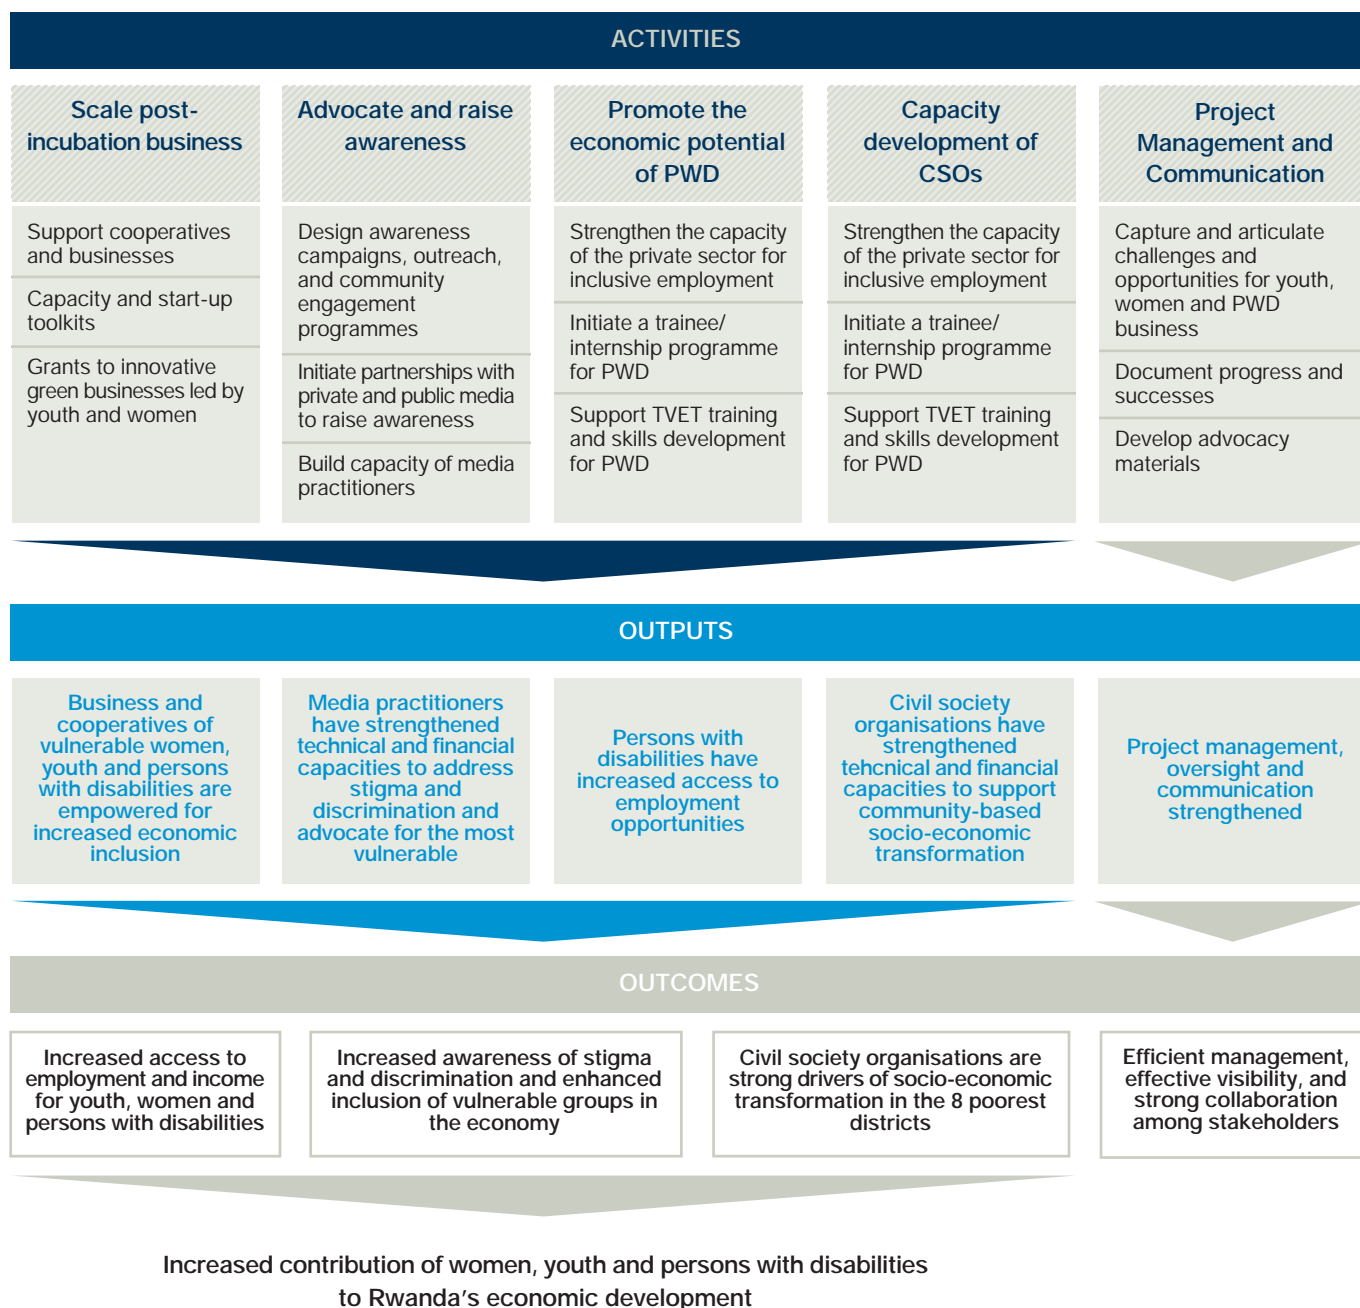 ACTIVITIES
Scale post-
incubation business
Support cooperatives
and businesses
Capacity and start-up
toolkits
Grants to innovative
green businesses led by
youth and women
Advocate and raise
awareness
Design awareness
campaigns, outreach,
and community
engagement
programmes
Initiate partnerships with
private and public media
to raise awareness
Build capacity of media
practitioners
Promote the
economic potential
of PWD
Strengthen the capacity
of the private sector for
inclusive employment
Initiate a trainee/
internship programme
for PWD
Support TVET training
and skills development
for PWD
Capacity
development of
CSOs
Strengthen the capacity
of the private sector for
inclusive employment
Initiate a trainee/
internship programme
for PWD
Support TVET training
and skills development
for PWD
Project
Management and
Communication
Capture and articulate
challenges and
opportunities for youth,
women and PWD
business
Document progress and
successes
Develop advocacy
materials
OUTPUTS
Business and
cooperatives of
vulnerable women,
youth and persons
with disabilities are
empowered for
increased economic
inclusion
Media practitioners
have strengthened
technical and financial
capacities to address
stigma and
discrimination and
advocate for the most
vulnerable
Persons with
disabilities have
increased access to
employment
opportunities
Civil society
organisations have
strengthened
tehcnical and financial
capacities to support
community-based
socio-economic
transformation
Project management,
oversight and
communication
strengthened
OUTCOMES
Increased access to
employment and income
for youth, women and
persons with disabilities
Increased awareness of stigma
and discrimination and enhanced
inclusion of vulnerable groups in
the economy
Civil society organisations are
strong drivers of socio-economic
transformation in the 8 poorest
districts
Efficient management,
effective visibility, and
strong collaboration
among stakeholders
Increased contribution of women, youth and persons with disabilities
to Rwanda's economic development